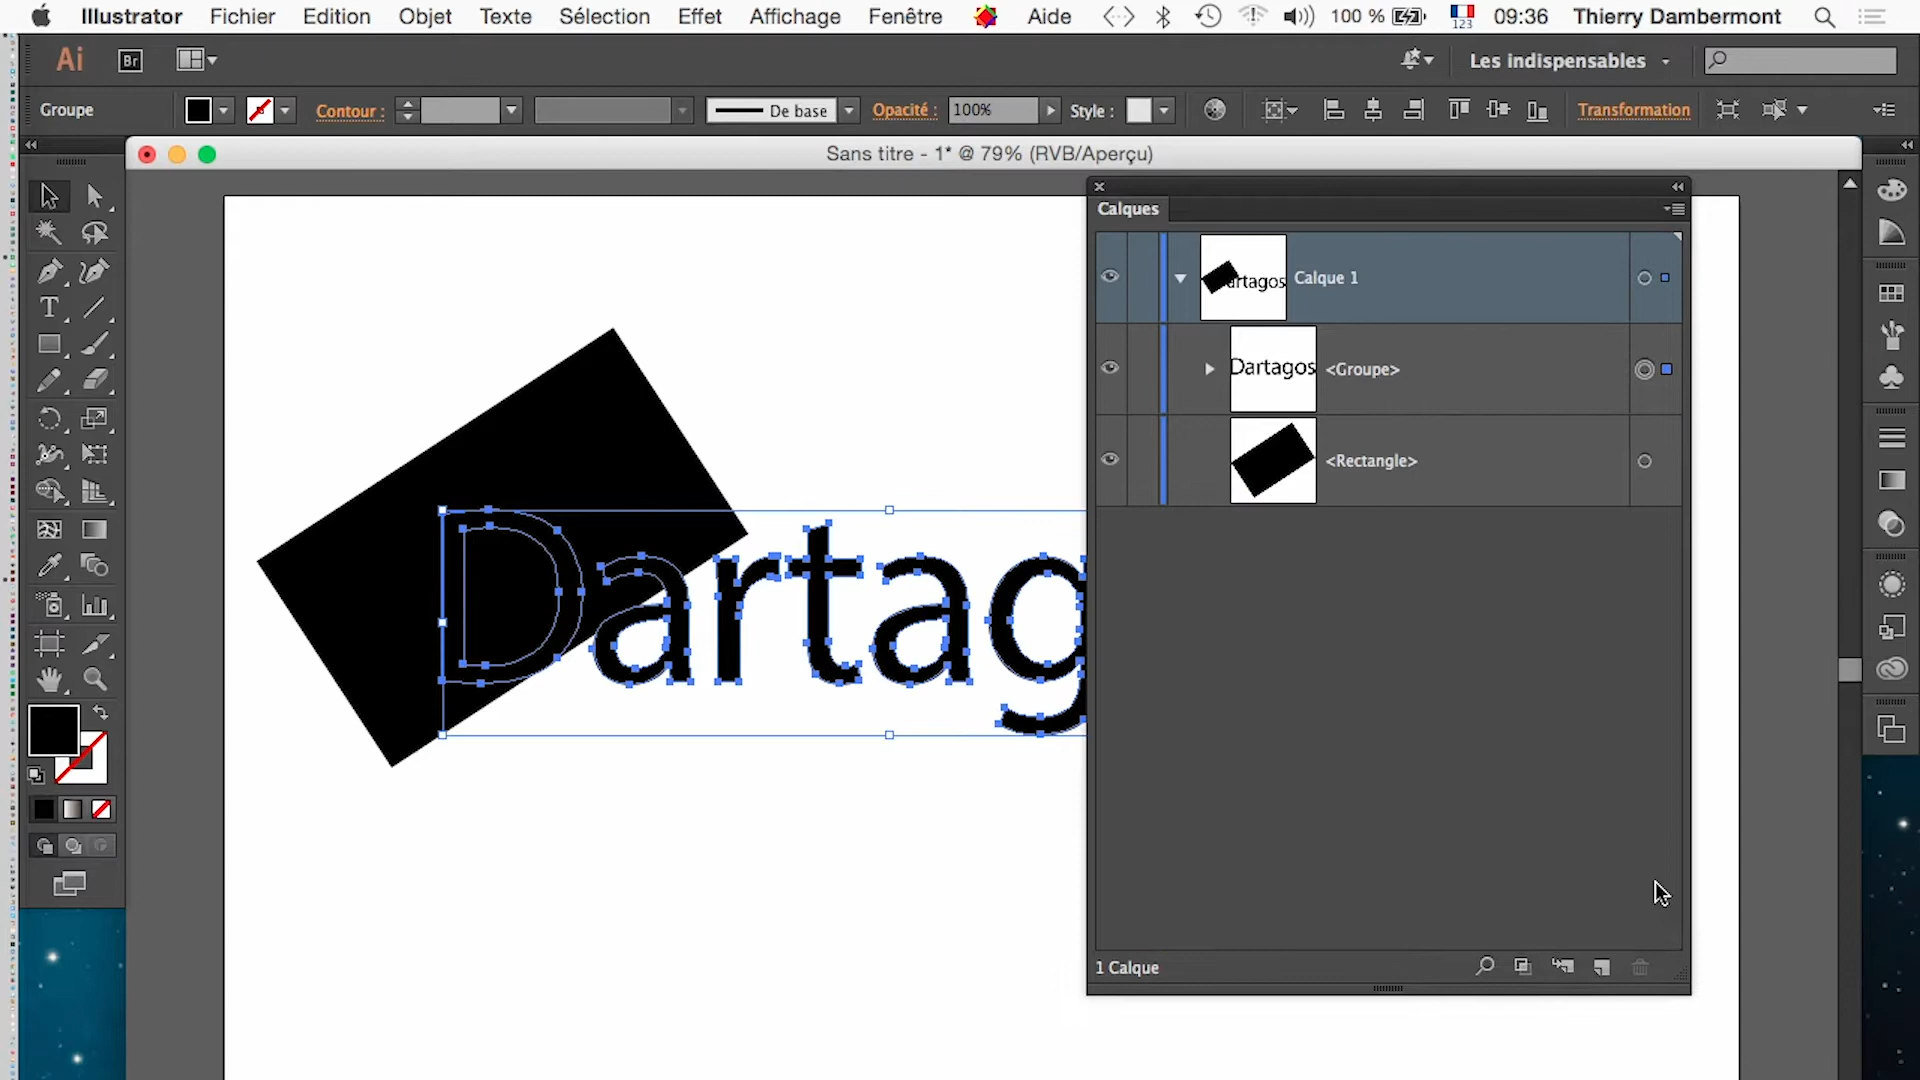 Illustrator Fichier Edition Objet Texte Sélection Effet Affichage Fenêtre Aide 100 % 123 09:36 Thierry Dambermont
Ai Br Les indispensables
Groupe Contour : De base Opacité : 100% Style : Transformation
Sans titre - 1* @ 79% (RVB/Aperçu)
Calques
rtagos Calque 1
Dartagos <Groupe>
<Rectangle>
Dartag
1 Calque